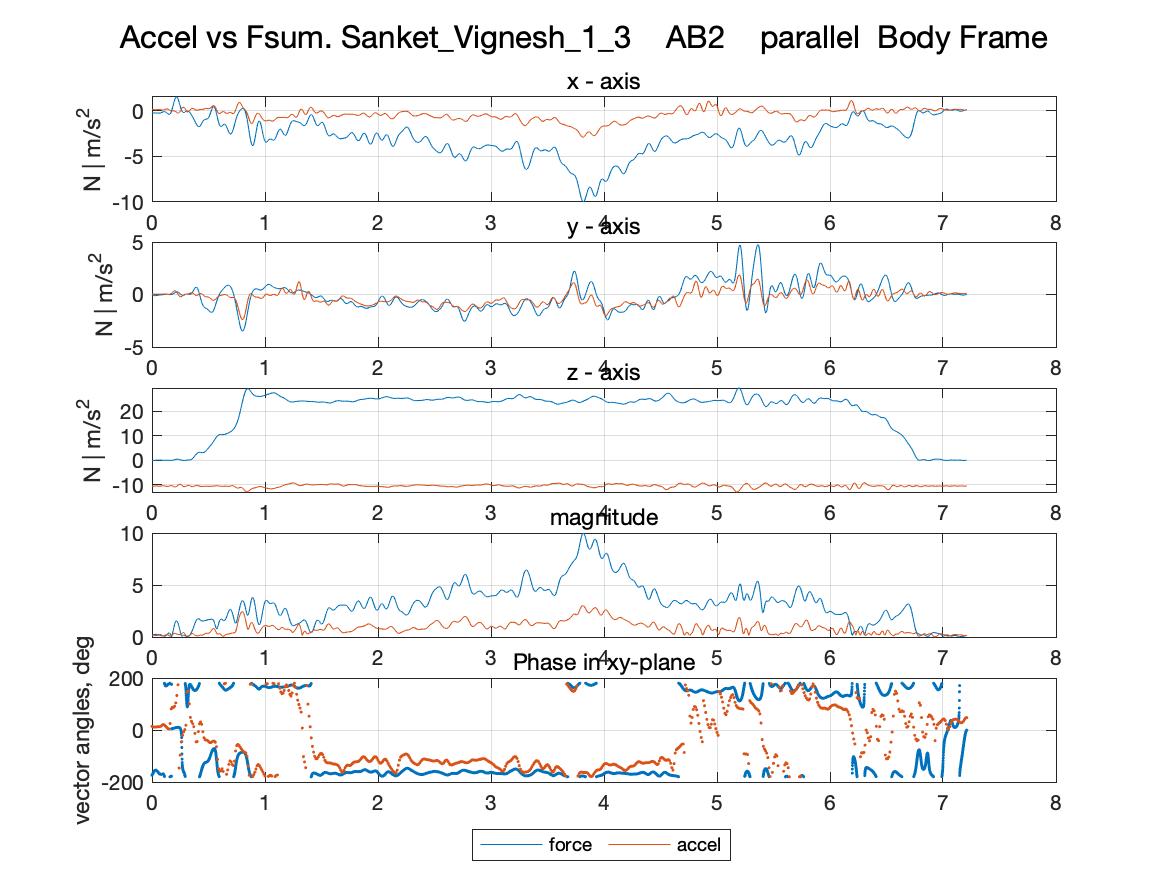 Accel vs Fsum. Sanket_Vignesh_1_3 AB2 parallel Body Frame
x - axis
N | m/s²
0
-5
-10
0 1 2 3 4 5 6 7 8
y - axis
N | m/s²
5
0
-5
0 1 2 3 4 5 6 7 8
z - axis
N | m/s²
20
10
0
-10
0 1 2 3 4 5 6 7 8
magnitude
10
5
0
0 1 2 3 4 5 6 7 8
Phase in xy-plane
vector angles, deg
200
0
-200
0 1 2 3 4 5 6 7 8
force accel